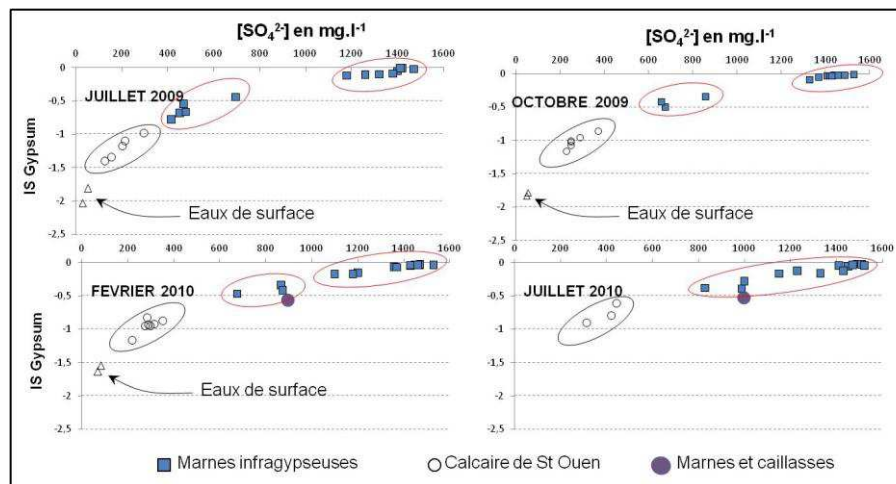 [SO₄²⁻] en mg.l⁻¹
[SO₄²⁻] en mg.l⁻¹
0 200 400 600 800 1000 1200 1400 1600
0 200 400 600 800 1000 1200 1400 1600
0
-0,5
-1
-1,5
-2
-2,5
IS Gypsum
JUILLET 2009
Eaux de surface
0
-0,5
-1
-1,5
-2
-2,5
OCTOBRE 2009
Eaux de surface
0 200 400 600 800 1000 1200 1400 1600
0 200 400 600 800 1000 1200 1400 1600
0
-0,5
-1
-1,5
-2
-2,5
IS Gypsum
FEVRIER 2010
Eaux de surface
0
-0,5
-1
-1,5
-2
-2,5
JUILLET 2010
Marnes infragypseuses
Calcaire de St Ouen
Marnes et caillasses